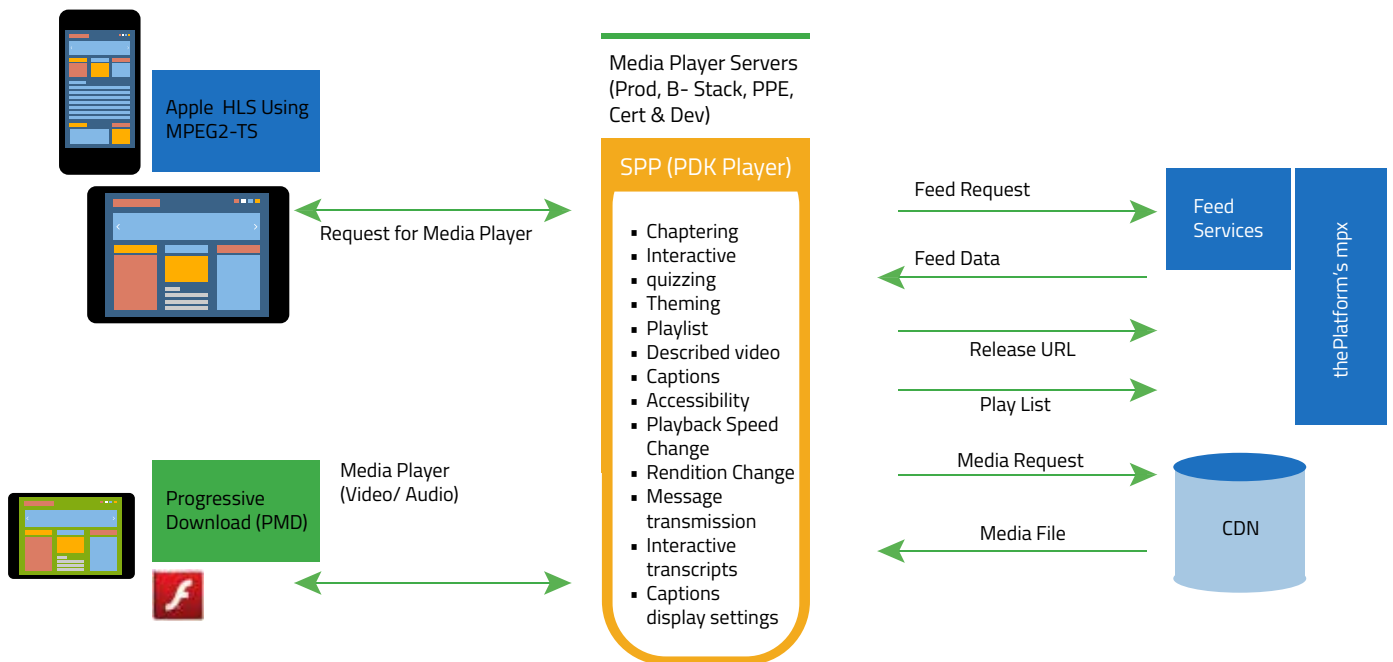 Apple HLS Using
MPEG2-TS
Request for Media Player
Progressive
Download (PMD)
Media Player
(Video/ Audio)
Media Player Servers
(Prod, B- Stack, PPE,
Cert & Dev)
SPP (PDK Player)
▪ Chaptering
▪ Interactive
▪ quizzing
▪ Theming
▪ Playlist
▪ Described video
▪ Captions
▪ Accessibility
▪ Playback Speed
Change
▪ Rendition Change
▪ Message
transmission
▪ Interactive
transcripts
▪ Captions
display settings
Feed Request
Feed Data
Release URL
Play List
Media Request
Media File
Feed
Services
thePlatform's mpx
CDN